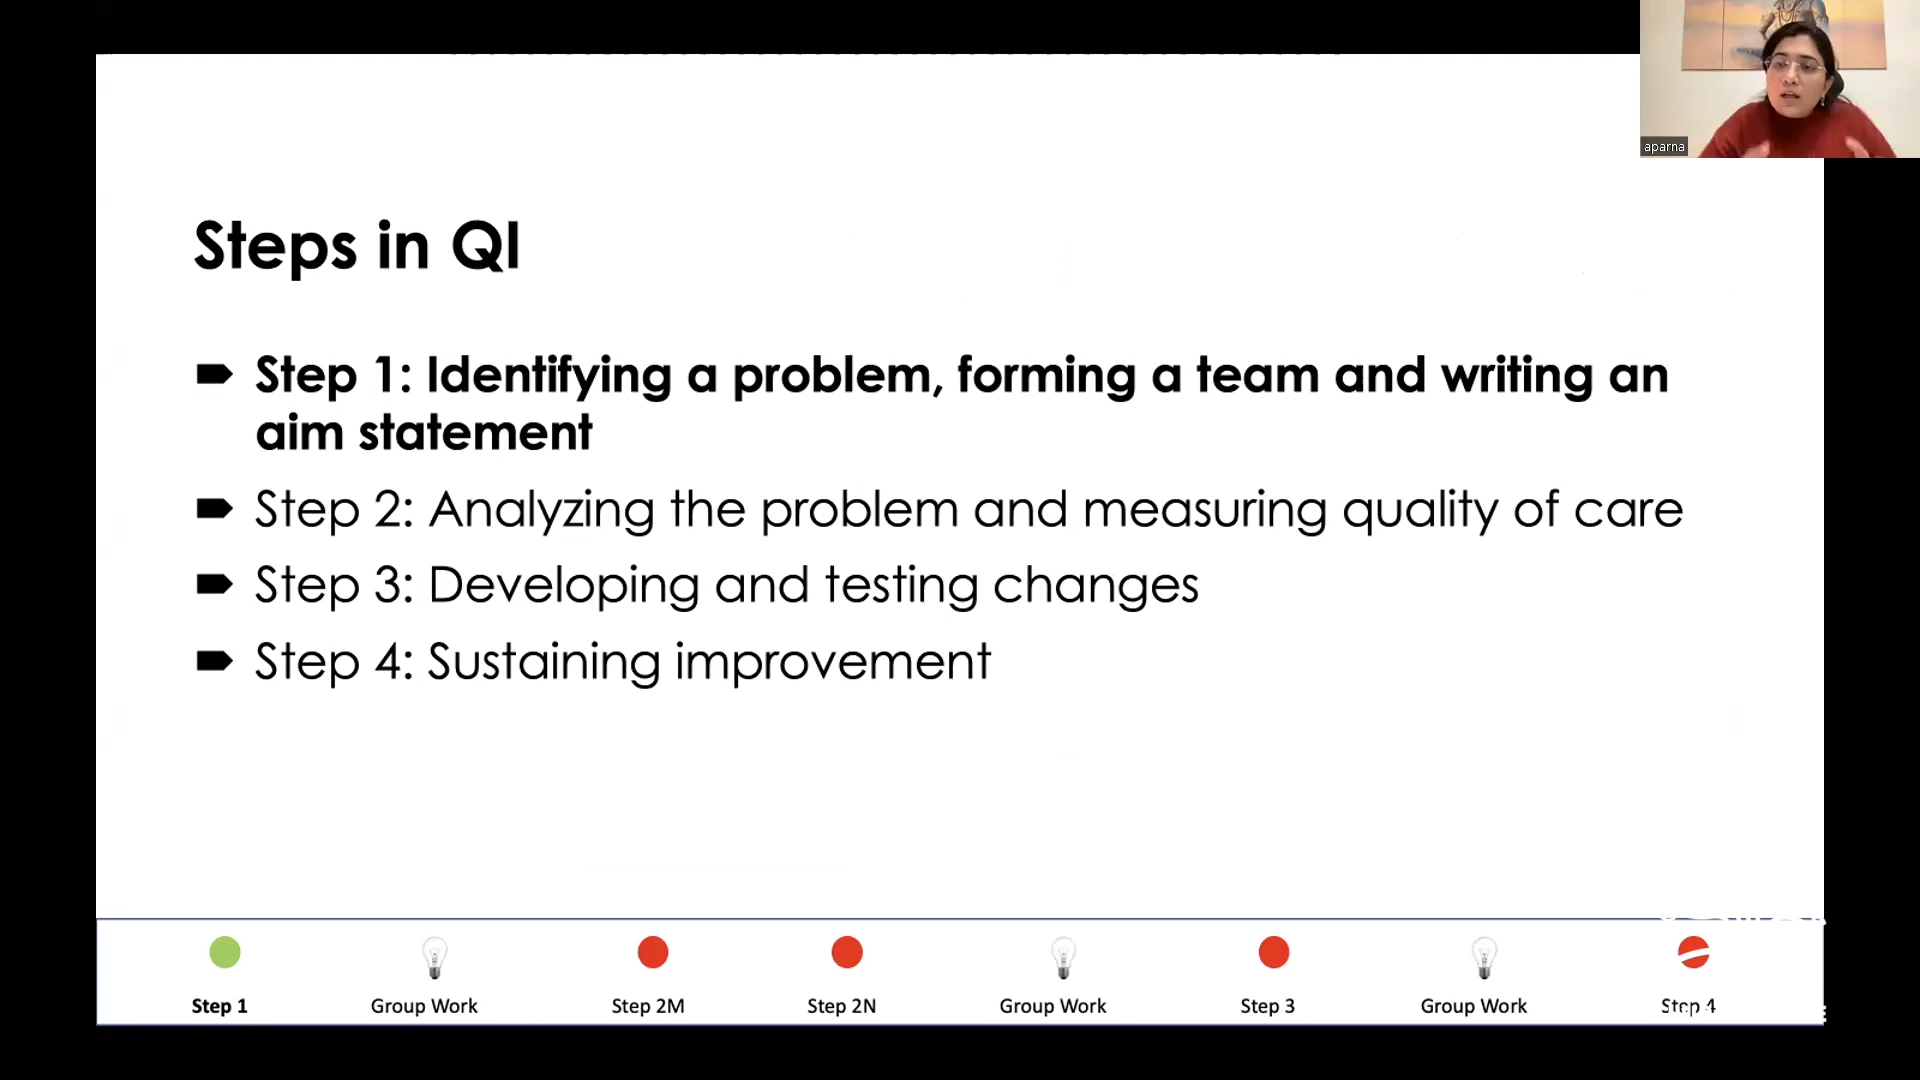 aparna
Steps in QI
Step 1: Identifying a problem, forming a team and writing an
aim statement
Step 2: Analyzing the problem and measuring quality of care
Step 3: Developing and testing changes
Step 4: Sustaining improvement
Step 1 Group Work Step 2M Step 2N Group Work Step 3 Group Work Step 4